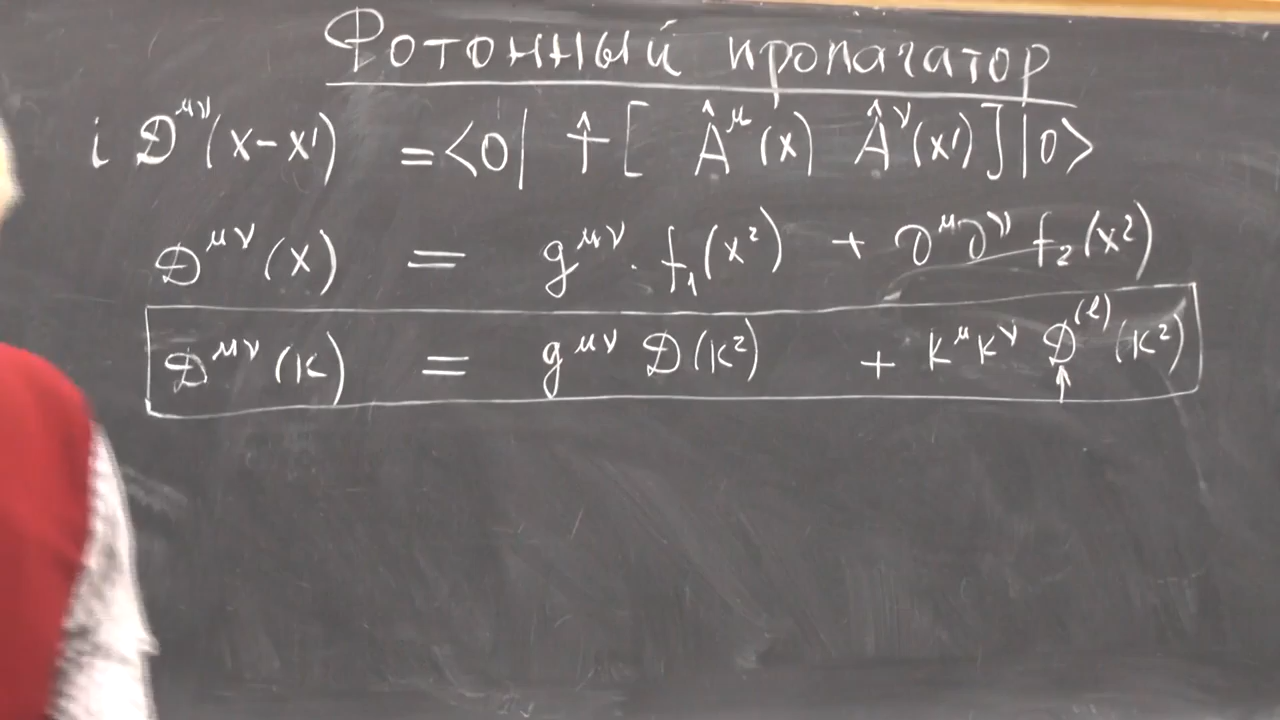 Фотонный пропагатор
i D^{μν}(x-x') = <0| T̂ [ Â^μ(x) Â^ν(x') ] |0>
D^{μν}(x) = g^{μν} · f₁(x²) + ∂^μ∂^ν f₂(x²)
D^{μν}(k) = g^{μν} D(k²) + k^μ k^ν D^{(l)}(k²)